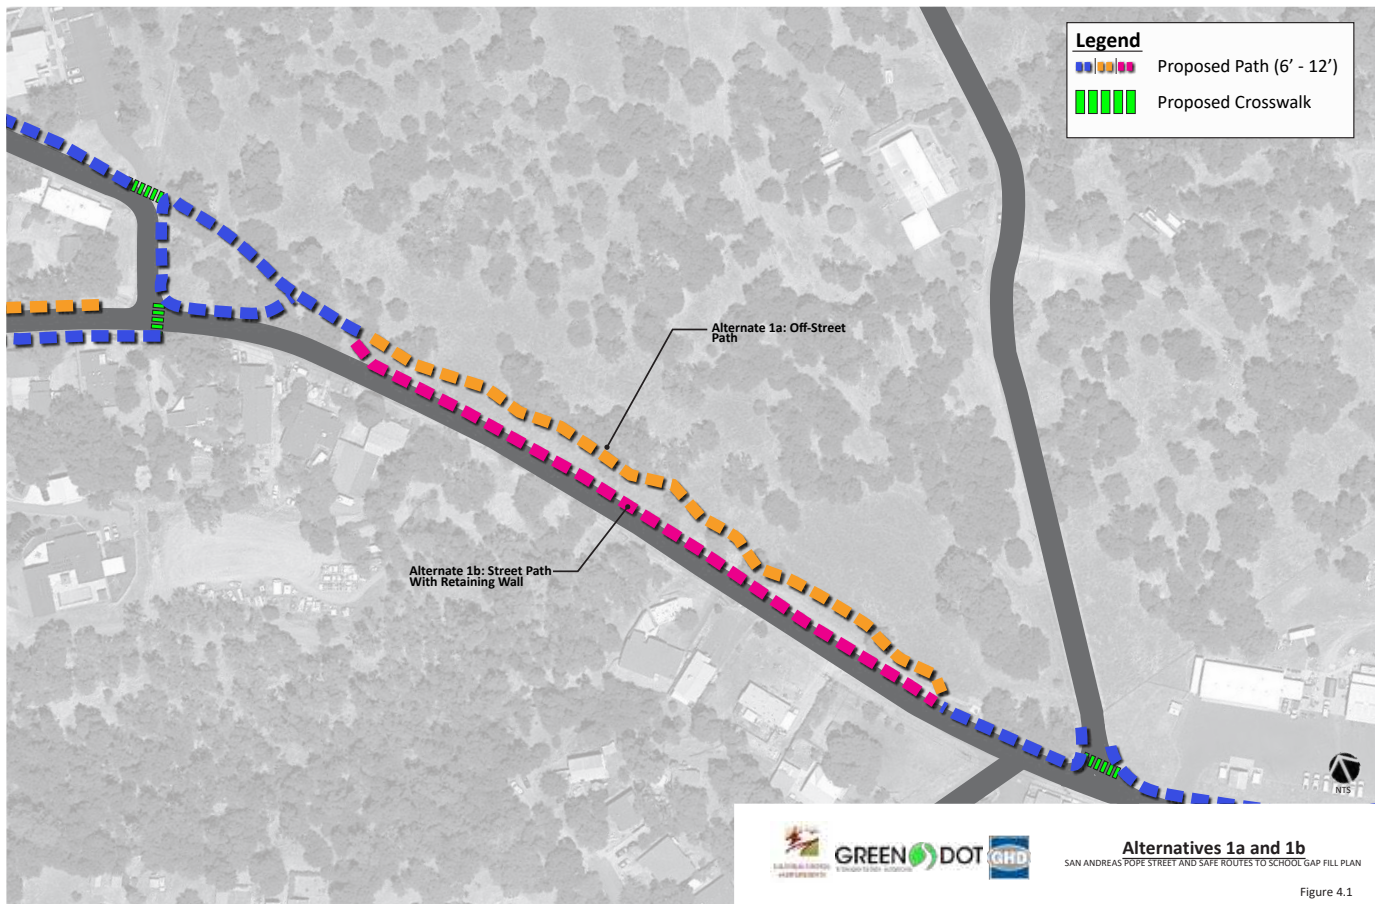 Legend
Proposed Path (6’ - 12’)
Proposed Crosswalk
Alternate 1a: Off-Street
Path
Alternate 1b: Street Path
With Retaining Wall
NTS
GREEN DOT
GHD
Alternatives 1a and 1b
SAN ANDREAS POPE STREET AND SAFE ROUTES TO SCHOOL GAP FILL PLAN
Figure 4.1